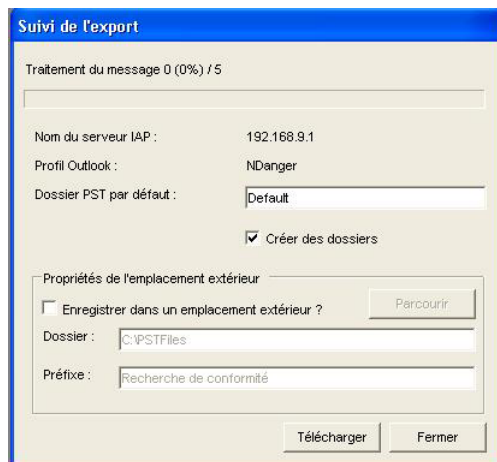 Suivi de l'export
Traitement du message 0 (0%) / 5
Nom du serveur IAP : 192.168.9.1
Profil Outlook : NDanger
Dossier PST par défaut : Default
Créer des dossiers
Propriétés de l'emplacement extérieur
Enregistrer dans un emplacement extérieur ? Parcourir
Dossier : C:\PSTFiles
Préfixe : Recherche de conformité
Télécharger Fermer